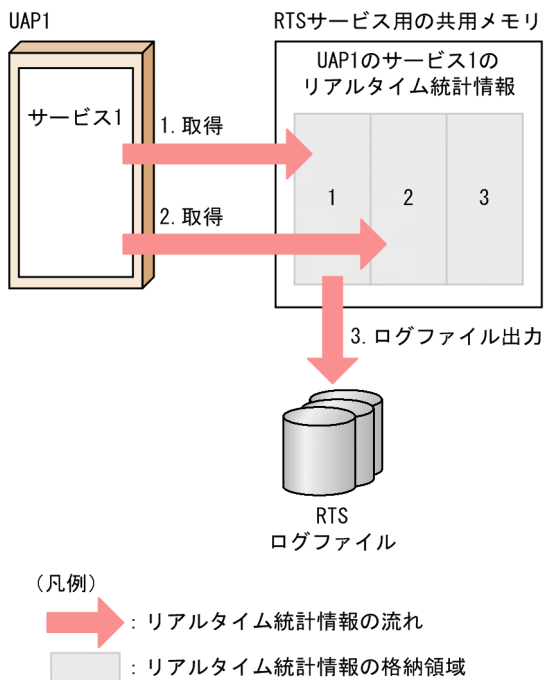 UAP1
RTSサービス用の共用メモリ
UAP1のサービス1の
リアルタイム統計情報
サービス1
1. 取得
1
2
3
2. 取得
3. ログファイル出力
RTS
ログファイル
（凡例）
：リアルタイム統計情報の流れ
：リアルタイム統計情報の格納領域